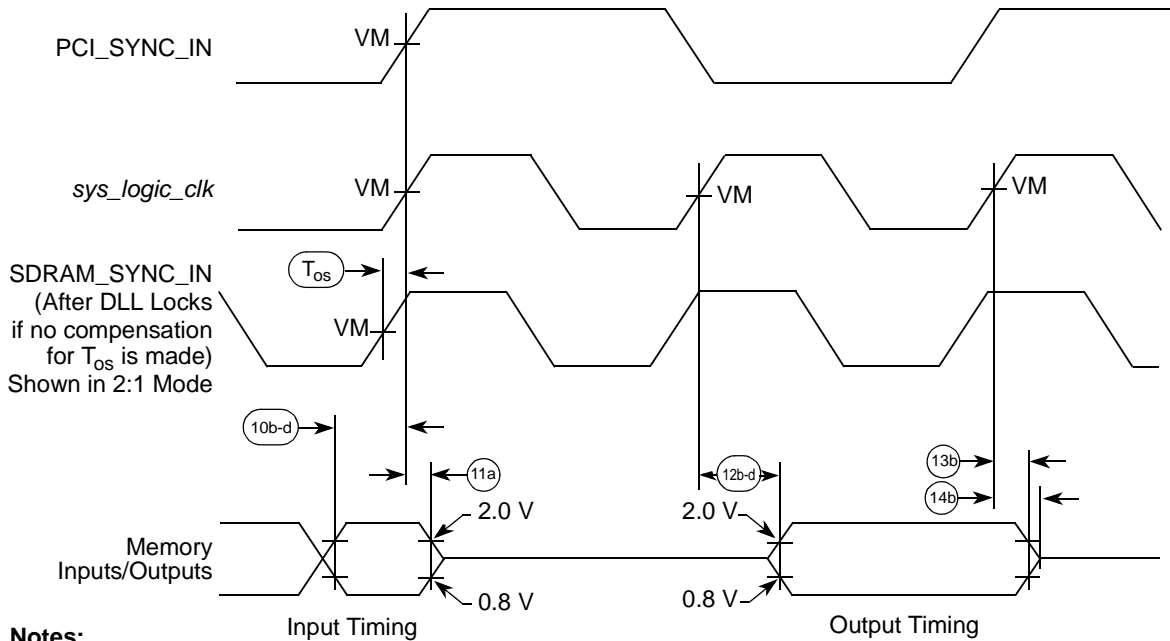 PCI_SYNC_IN
VM
sys_logic_clk
VM
VM
VM
SDRAM_SYNC_IN
(After DLL Locks
if no compensation
for Tos is made)
Shown in 2:1 Mode
Tos
VM
10b-d
11a
12b-d
13b
14b
2.0 V
2.0 V
Memory
Inputs/Outputs
0.8 V
0.8 V
Input Timing
Output Timing
Notes: